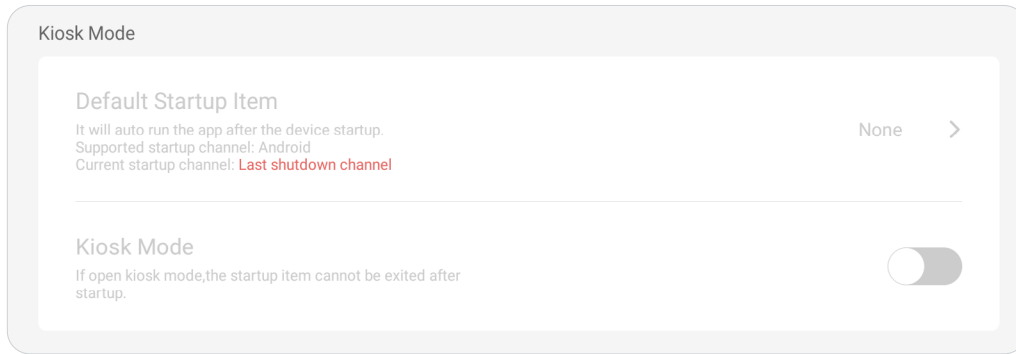 Kiosk Mode
Default Startup Item
It will auto run the app after the device startup.
Supported startup channel: Android
Current startup channel: Last shutdown channel
None
Kiosk Mode
If open kiosk mode,the startup item cannot be exited after
startup.